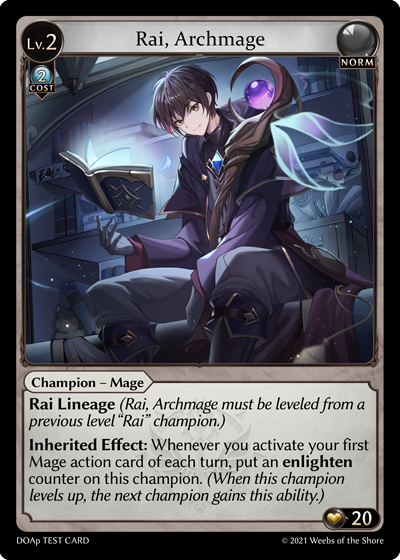 Lv.2
Rai, Archmage
NORM
2
COST
Champion – Mage
Rai Lineage (Rai, Archmage must be leveled from a
previous level “Rai” champion.)
Inherited Effect: Whenever you activate your first
Mage action card of each turn, put an enlighten
counter on this champion. (When this champion
levels up, the next champion gains this ability.)
20
DOAp TEST CARD
© 2021 Weebs of the Shore